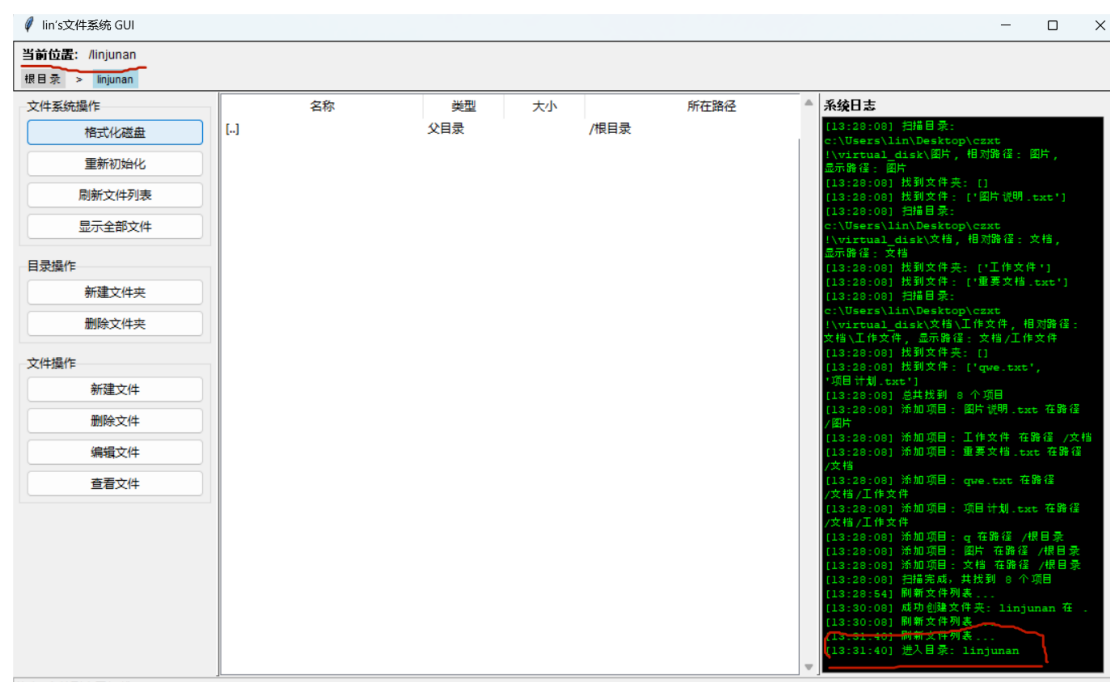 lin's文件系统 GUI
当前位置: /linjunan
根目录 > linjunan
文件系统操作
格式化磁盘
重新初始化
刷新文件列表
显示全部文件
目录操作
新建文件夹
删除文件夹
文件操作
新建文件
删除文件
编辑文件
查看文件
名称 类型 大小 所在路径
[..] 父目录 /根目录
系统日志
[13:28:08] 扫描目录:
c:\Users\lin\Desktop\czxt
!\virtual_disk\图片, 相对路径: 图片,
显示路径: 图片
[13:28:08] 找到文件夹: []
[13:28:08] 找到文件: ['图片说明.txt']
[13:28:08] 扫描目录:
c:\Users\lin\Desktop\czxt
!\virtual_disk\文档, 相对路径: 文档,
显示路径: 文档
[13:28:08] 找到文件夹: ['工作文件']
[13:28:08] 找到文件: ['重要文档.txt']
[13:28:08] 扫描目录:
c:\Users\lin\Desktop\czxt
!\virtual_disk\文档\工作文件, 相对路径:
文档\工作文件, 显示路径: 文档/工作文件
[13:28:08] 找到文件夹: []
[13:28:08] 找到文件: ['qwe.txt',
'项目计划.txt']
[13:28:08] 总共找到 8 个项目
[13:28:08] 添加项目: 图片说明.txt 在路径
/图片
[13:28:08] 添加项目: 工作文件 在路径 /文档
[13:28:08] 添加项目: 重要文档.txt 在路径
/文档
[13:28:08] 添加项目: qwe.txt 在路径
/文档/工作文件
[13:28:08] 添加项目: 项目计划.txt 在路径
/文档/工作文件
[13:28:08] 添加项目: q 在路径 /根目录
[13:28:08] 添加项目: 图片 在路径 /根目录
[13:28:08] 添加项目: 文档 在路径 /根目录
[13:28:08] 扫描完成, 共找到 8 个项目
[13:28:54] 刷新文件列表...
[13:30:08] 成功创建文件夹: linjunan 在 .
[13:30:08] 刷新文件列表...
[13:31:40] 刷新文件列表...
[13:31:40] 进入目录: linjunan